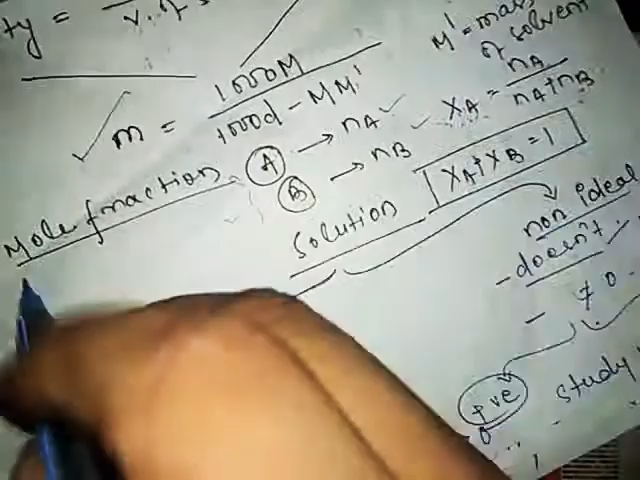 ty =
m = 1000M
1000d - MM'
M' = mass
of solvent
Mole fraction
A → nA
B → nB
XA = nA
nA + nB
XA + XB = 1
Solution
non ideal
- doesn't
- ≠ 0
+ve
study